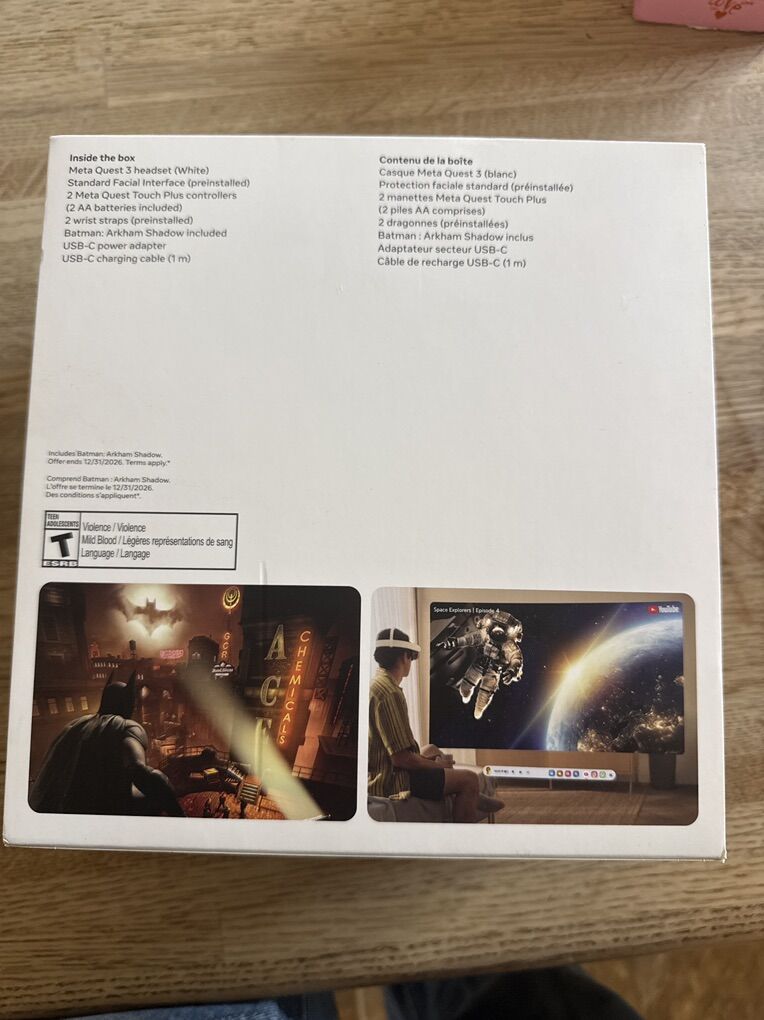 Inside the box
Meta Quest 3 headset (White)
Standard Facial Interface (preinstalled)
2 Meta Quest Touch Plus controllers
(2 AA batteries included)
2 wrist straps (preinstalled)
Batman: Arkham Shadow included
USB-C power adapter
USB-C charging cable (1 m)
Contenu de la boîte
Casque Meta Quest 3 (blanc)
Protection faciale standard (préinstallée)
2 manettes Meta Quest Touch Plus
(2 piles AA comprises)
2 dragonnes (préinstallées)
Batman : Arkham Shadow inclus
Adaptateur secteur USB-C
Câble de recharge USB-C (1 m)
Includes Batman: Arkham Shadow.
Offer ends 12/31/2026. Terms apply.*
Comprend Batman : Arkham Shadow.
L'offre se termine le 12/31/2026.
Des conditions s'appliquent*.
TEEN
ADOLESCENTS
T
ESRB
Violence / Violence
Mild Blood / Légères représentations de sang
Language / Langage
GCR
ACE
CHEMICALS
Space Explorers | Episode 4
YouTube